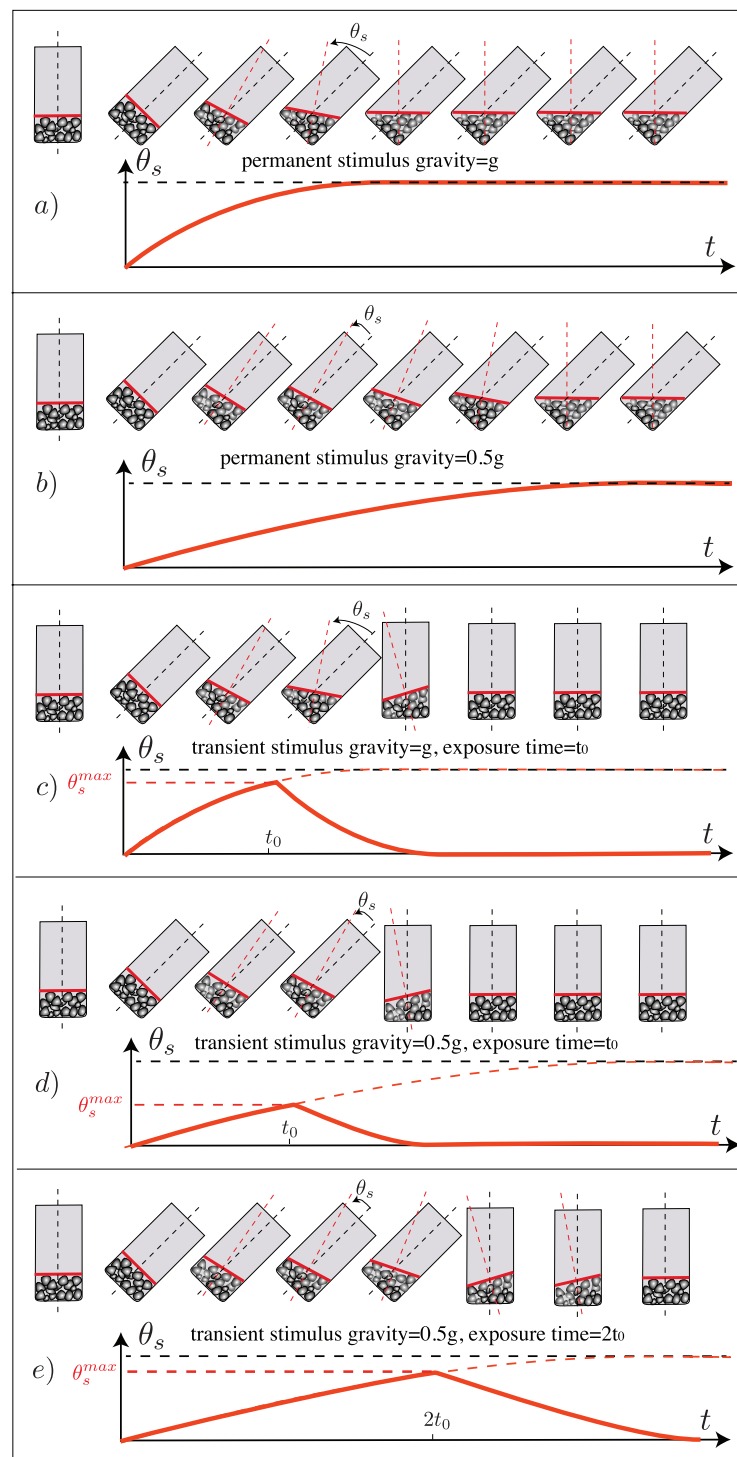 θₛ
permanent stimulus gravity=g
θₛ
a)
t
θₛ
permanent stimulus gravity=0.5g
θₛ
b)
t
θₛ
transient stimulus gravity=g, exposure time=t₀
θₛ
θₛᵐᵃˣ
c)
t₀
t
θₛ
transient stimulus gravity=0.5g, exposure time=t₀
θₛ
d)
θₛᵐᵃˣ
t₀
t
θₛ
transient stimulus gravity=0.5g, exposure time=2t₀
θₛ
e)
θₛᵐᵃˣ
2t₀
t